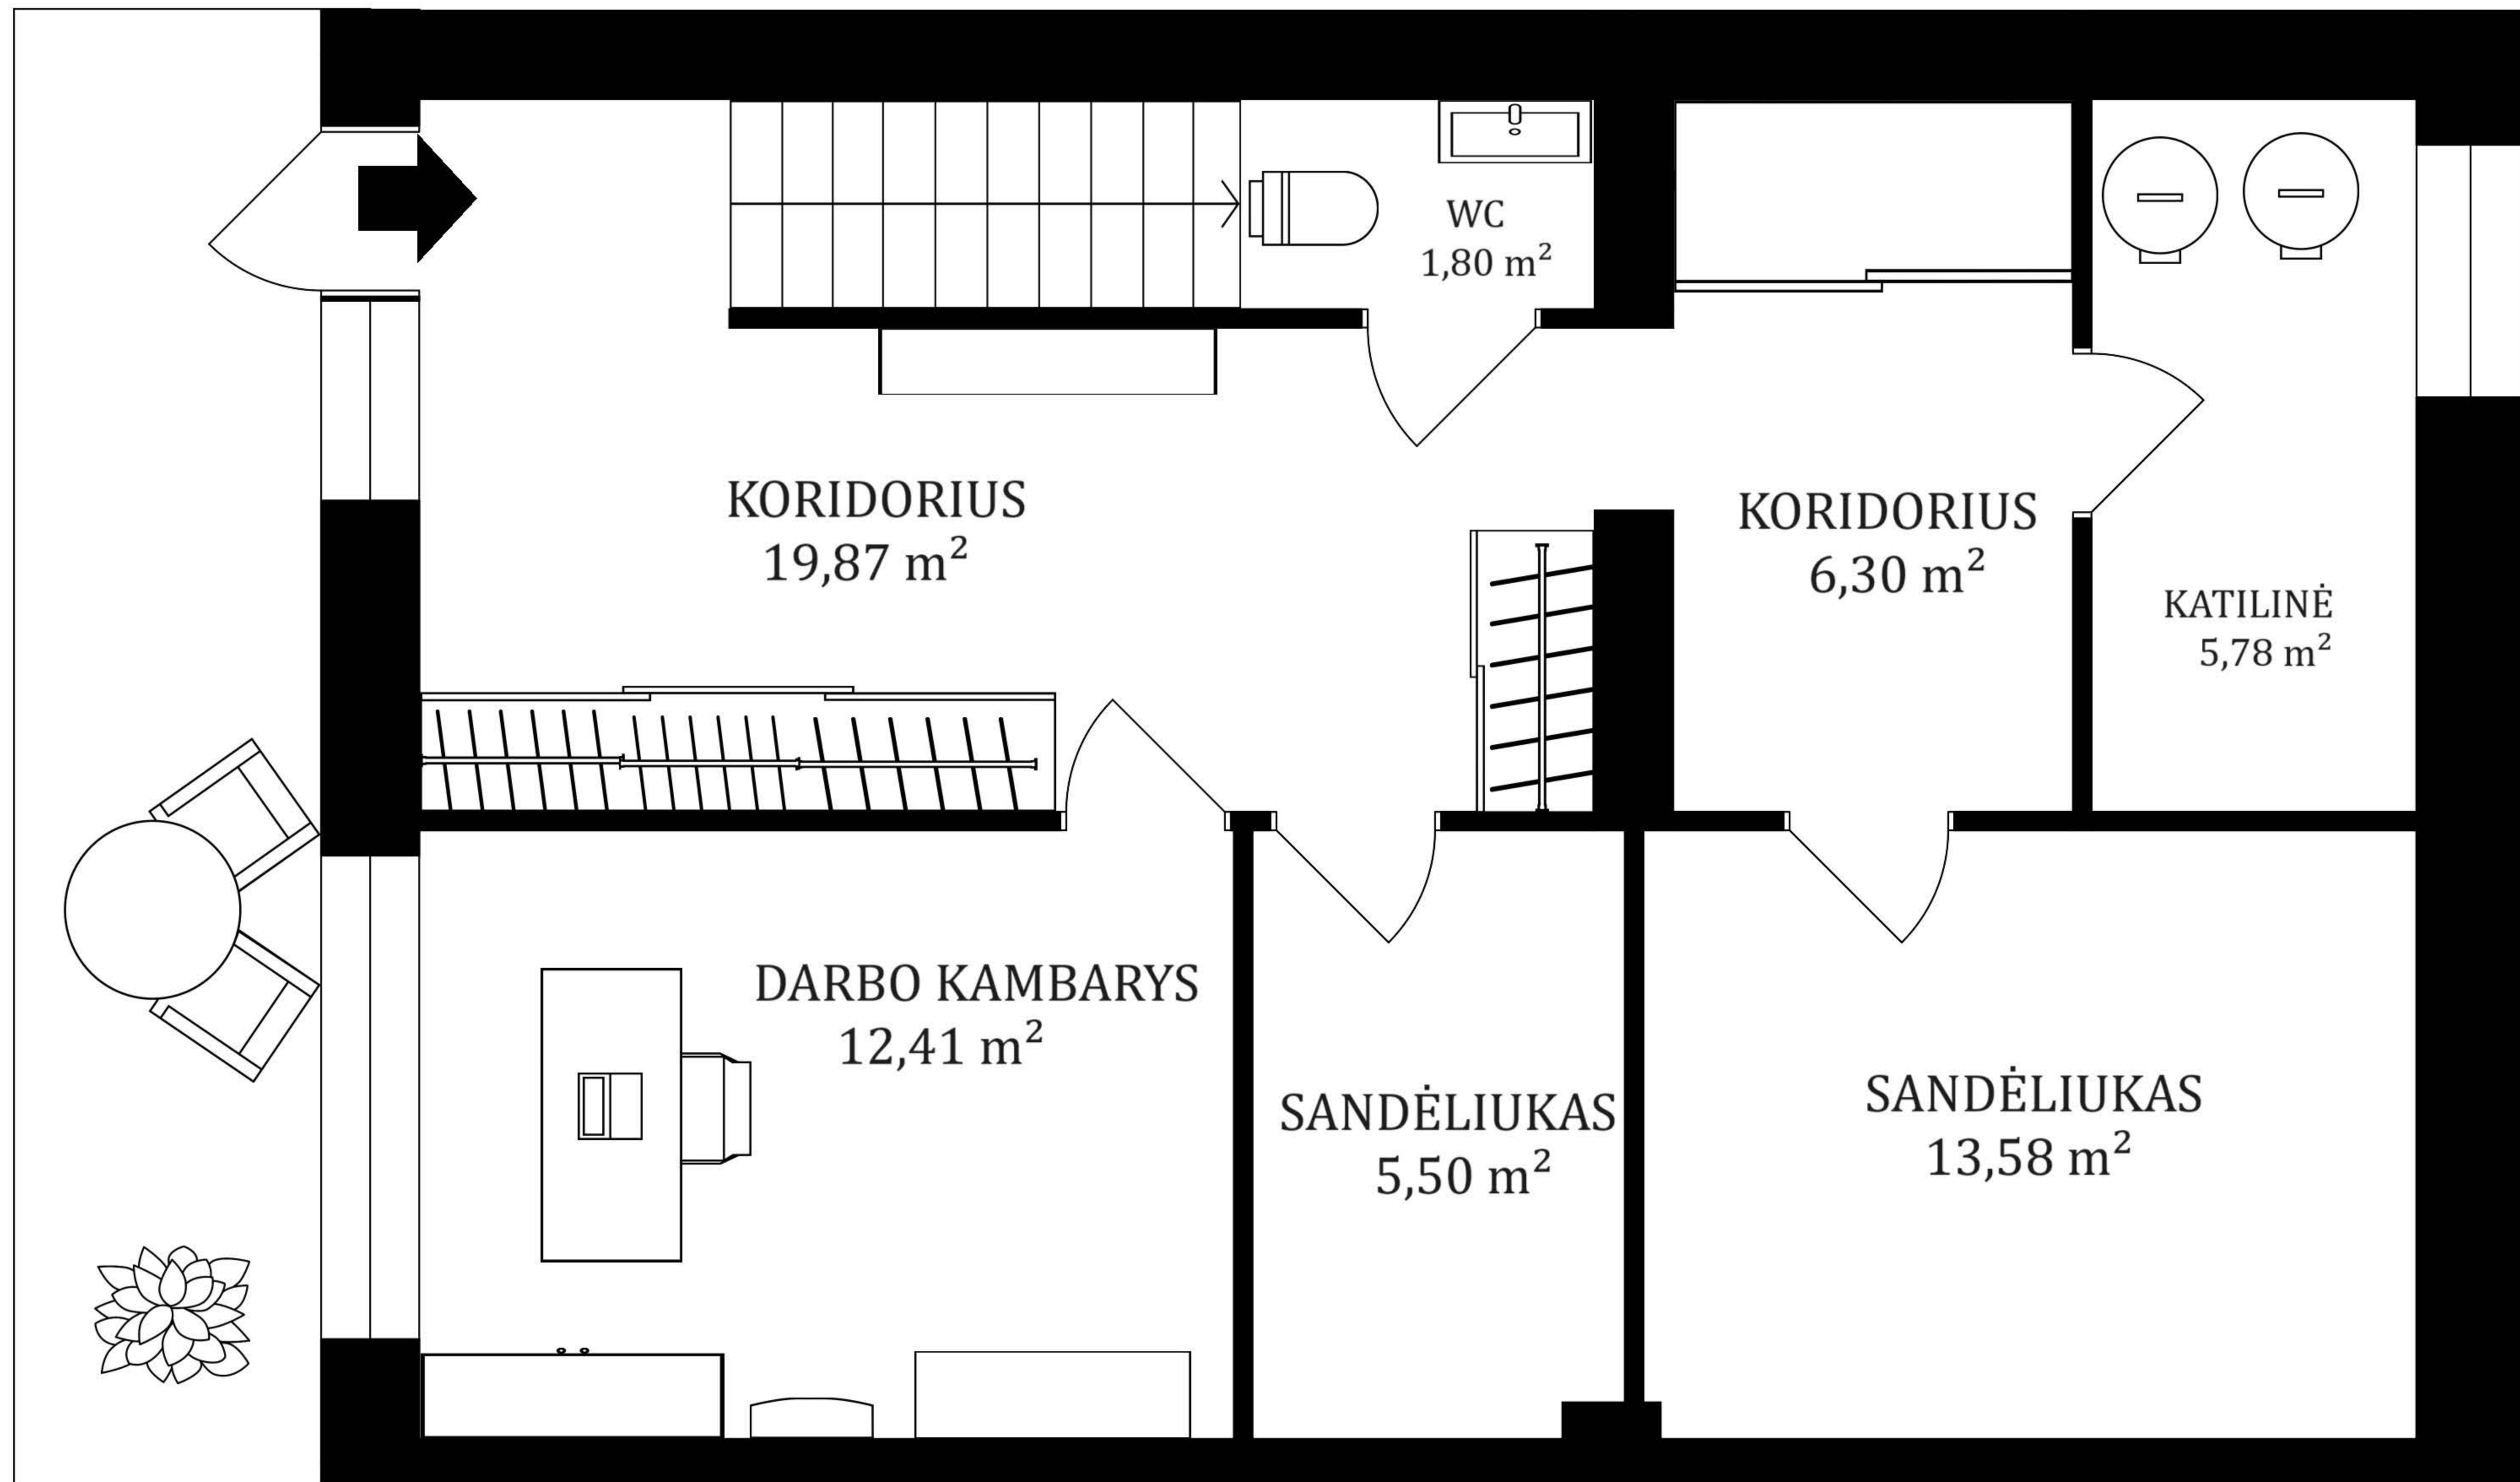 WC
1,80 m²
KORIDORIUS
19,87 m²
KORIDORIUS
6,30 m²
KATILINĖ
5,78 m²
DARBO KAMBARYS
12,41 m²
SANDĖLIUKAS
5,50 m²
SANDĖLIUKAS
13,58 m²